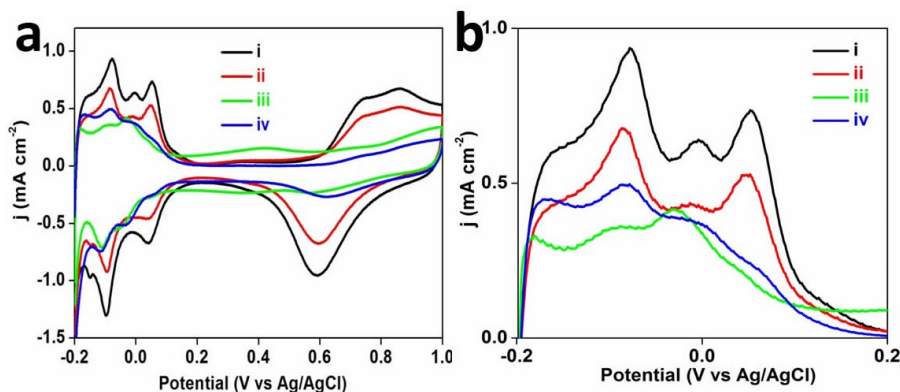 a
1.0
0.5
0.0
-0.5
-1.0
-1.5
j (mA cm⁻²)
i
ii
iii
iv
-0.2 0.0 0.2 0.4 0.6 0.8 1.0
Potential (V vs Ag/AgCl)
b
1.0
0.5
0.0
j (mA cm⁻²)
i
ii
iii
iv
-0.2 0.0 0.2
Potential (V vs Ag/AgCl)